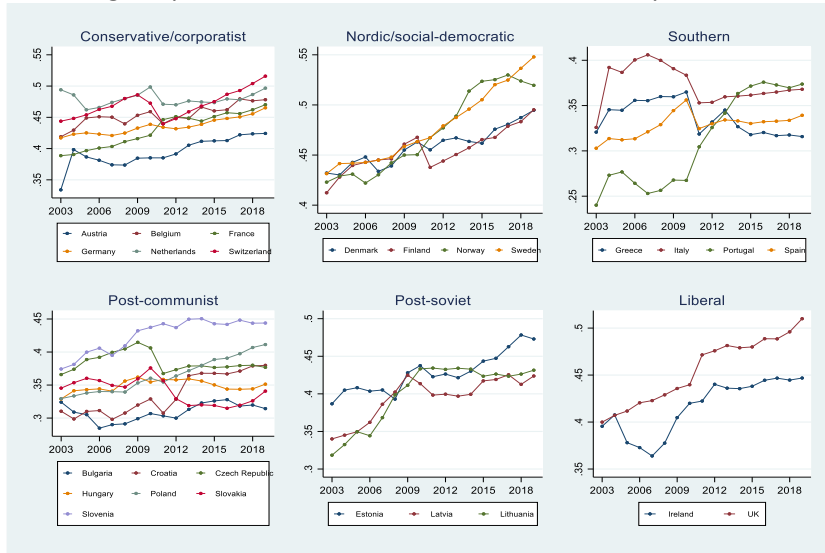 Conservative/corporatist
.55
.5
.45
.4
.35
2003 2006 2009 2012 2015 2018
Austria Belgium France
Germany Netherlands Switzerland
Nordic/social-democratic
.55
.5
.45
.4
2003 2006 2009 2012 2015 2018
Denmark Finland Norway Sweden
Southern
.4
.35
.3
.25
2003 2006 2009 2012 2015 2018
Greece Italy Portugal Spain
Post-communist
.45
.4
.35
.3
2003 2006 2009 2012 2015 2018
Bulgaria Croatia Czech Republic
Hungary Poland Slovakia
Slovenia
Post-soviet
.5
.45
.4
.35
.3
2003 2006 2009 2012 2015 2018
Estonia Latvia Lithuania
Liberal
.5
.45
.4
.35
2003 2006 2009 2012 2015 2018
Ireland UK